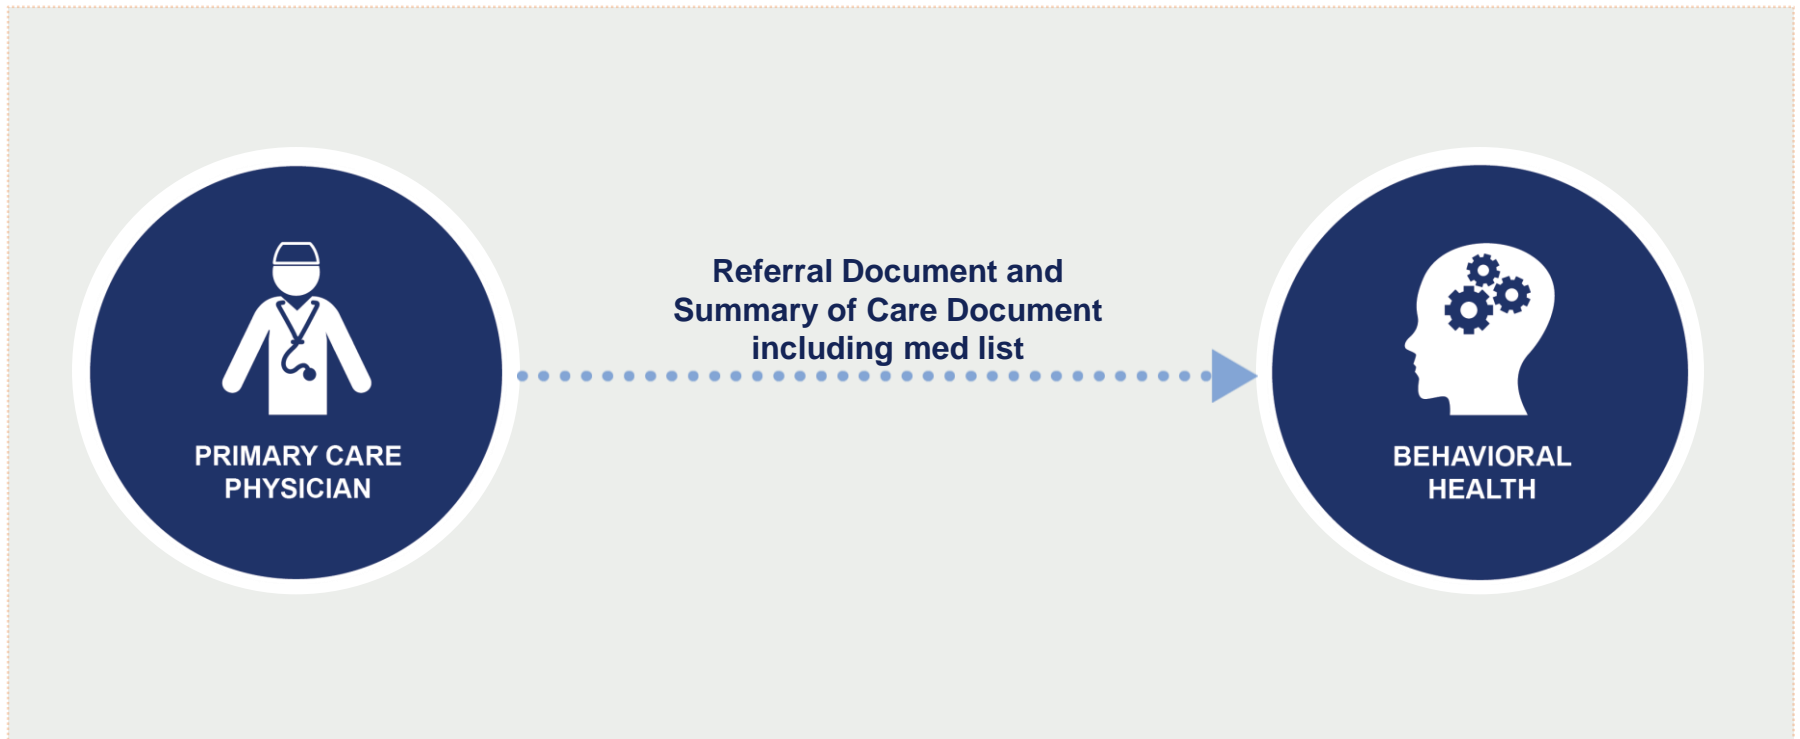 Referral Document and
Summary of Care Document
including med list
PRIMARY CARE
PHYSICIAN
BEHAVIORAL
HEALTH